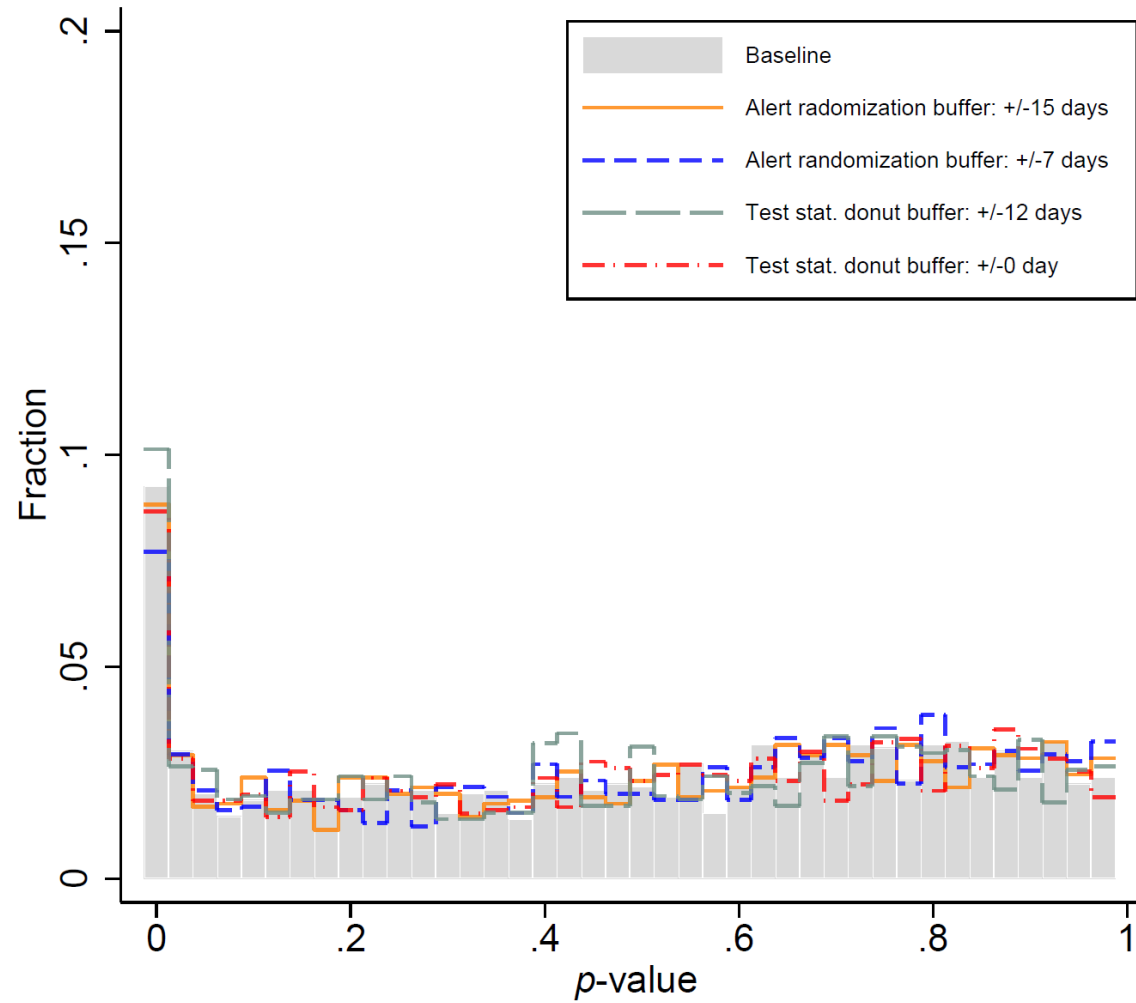 .2
.15
.1
.05
0
Fraction
Baseline
Alert radomization buffer: +/-15 days
Alert randomization buffer: +/-7 days
Test stat. donut buffer: +/-12 days
Test stat. donut buffer: +/-0 day
0 .2 .4 .6 .8 1
p-value